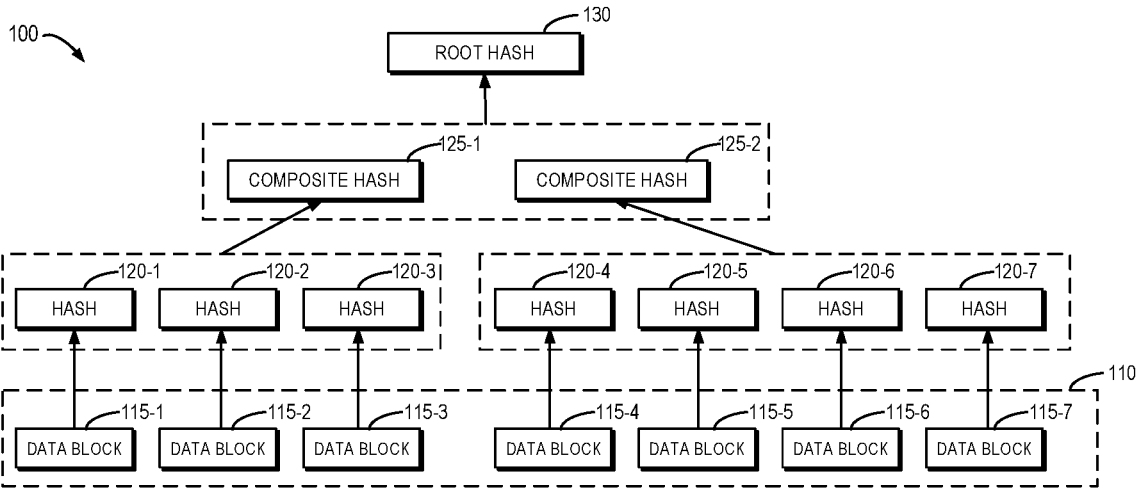 130
100
ROOT HASH
125-1 125-2
COMPOSITE HASH COMPOSITE HASH
120-1 120-2 120-3 120-4 120-5 120-6 120-7
HASH HASH HASH HASH HASH HASH HASH
110
115-1 115-2 115-3 115-4 115-5 115-6 115-7
DATA BLOCK DATA BLOCK DATA BLOCK DATA BLOCK DATA BLOCK DATA BLOCK DATA BLOCK